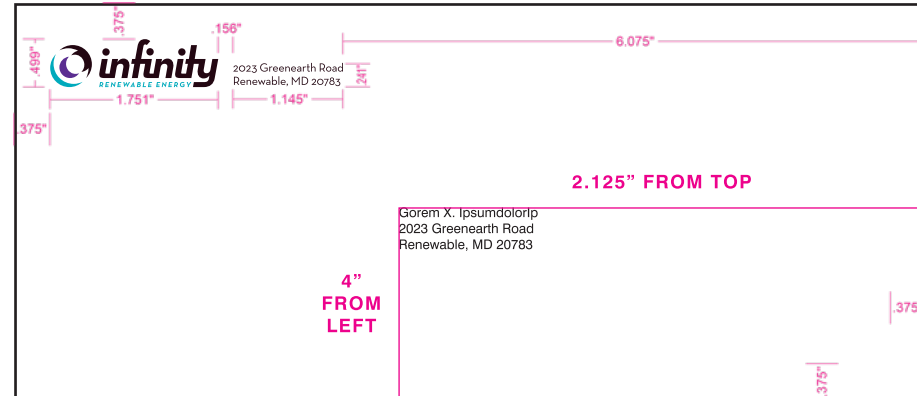 .375"
.156"
6.075"
.499"
infinity
RENEWABLE ENERGY
2023 Greenearth Road
Renewable, MD 20783
.241"
1.751"
1.145"
.375"
2.125” FROM TOP
Gorem X. Ipsumdolorlp
2023 Greenearth Road
Renewable, MD 20783
4”
FROM
LEFT
.375
.375"